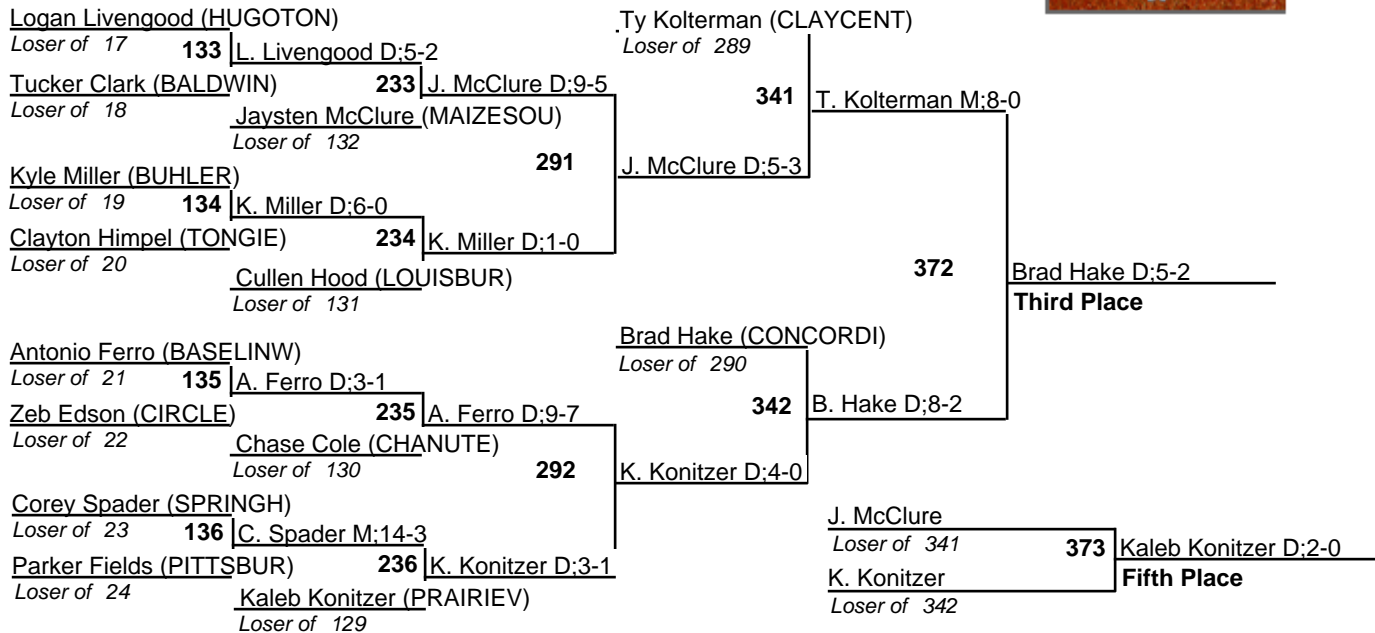 Logan Livengood (HUGOTON)
Loser of 17
133
L. Livengood D;5-2
Tucker Clark (BALDWIN)
Loser of 18
233
J. McClure D;9-5
Jaysten McClure (MAIZESOU)
Loser of 132
Kyle Miller (BUHLER)
Loser of 19
134
K. Miller D;6-0
Clayton Himpel (TONGIE)
Loser of 20
234
K. Miller D;1-0
Cullen Hood (LOUISBUR)
Loser of 131
291
J. McClure D;5-3
Ty Kolterman (CLAYCENT)
Loser of 289
341
T. Kolterman M;8-0
Antonio Ferro (BASELINW)
Loser of 21
135
A. Ferro D;3-1
Zeb Edson (CIRCLE)
Loser of 22
235
A. Ferro D;9-7
Chase Cole (CHANUTE)
Loser of 130
Corey Spader (SPRINGH)
Loser of 23
136
C. Spader M;14-3
Parker Fields (PITTSBUR)
Loser of 24
236
K. Konitzer D;3-1
Kaleb Konitzer (PRAIRIEV)
Loser of 129
292
K. Konitzer D;4-0
Brad Hake (CONCORDI)
Loser of 290
342
B. Hake D;8-2
372
Brad Hake D;5-2
Third Place
J. McClure
Loser of 341
K. Konitzer
Loser of 342
373
Kaleb Konitzer D;2-0
Fifth Place